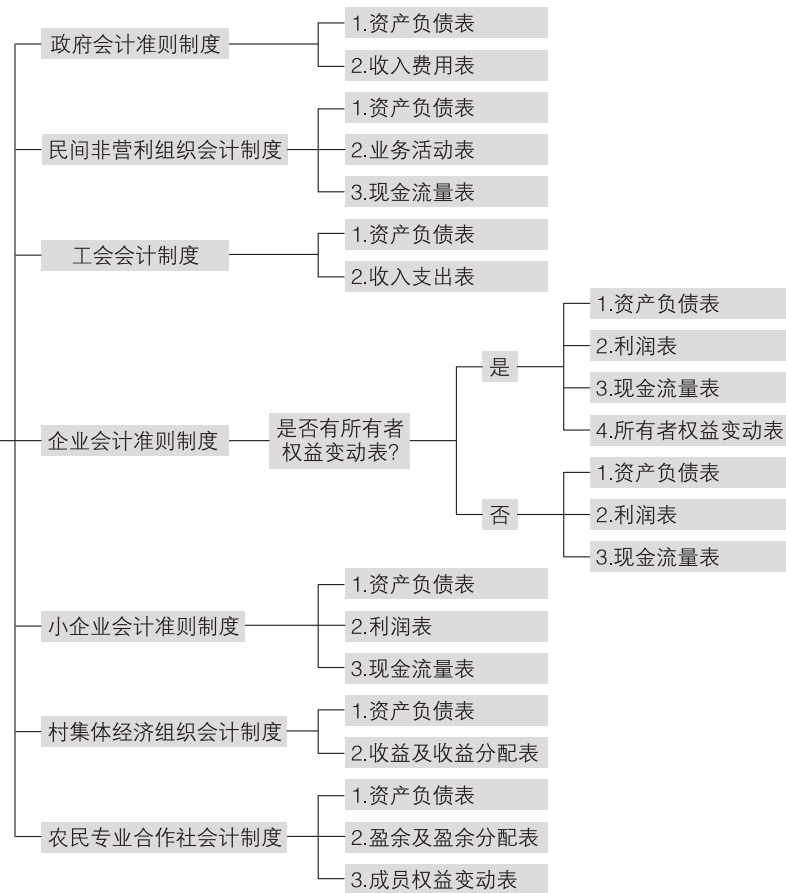 政府会计准则制度
1.资产负债表
2.收入费用表
民间非营利组织会计制度
1.资产负债表
2.业务活动表
3.现金流量表
工会会计制度
1.资产负债表
2.收入支出表
企业会计准则制度
是否有所有者
权益变动表?
是
1.资产负债表
2.利润表
3.现金流量表
4.所有者权益变动表
否
1.资产负债表
2.利润表
3.现金流量表
小企业会计准则制度
1.资产负债表
2.利润表
3.现金流量表
村集体经济组织会计制度
1.资产负债表
2.收益及收益分配表
农民专业合作社会计制度
1.资产负债表
2.盈余及盈余分配表
3.成员权益变动表